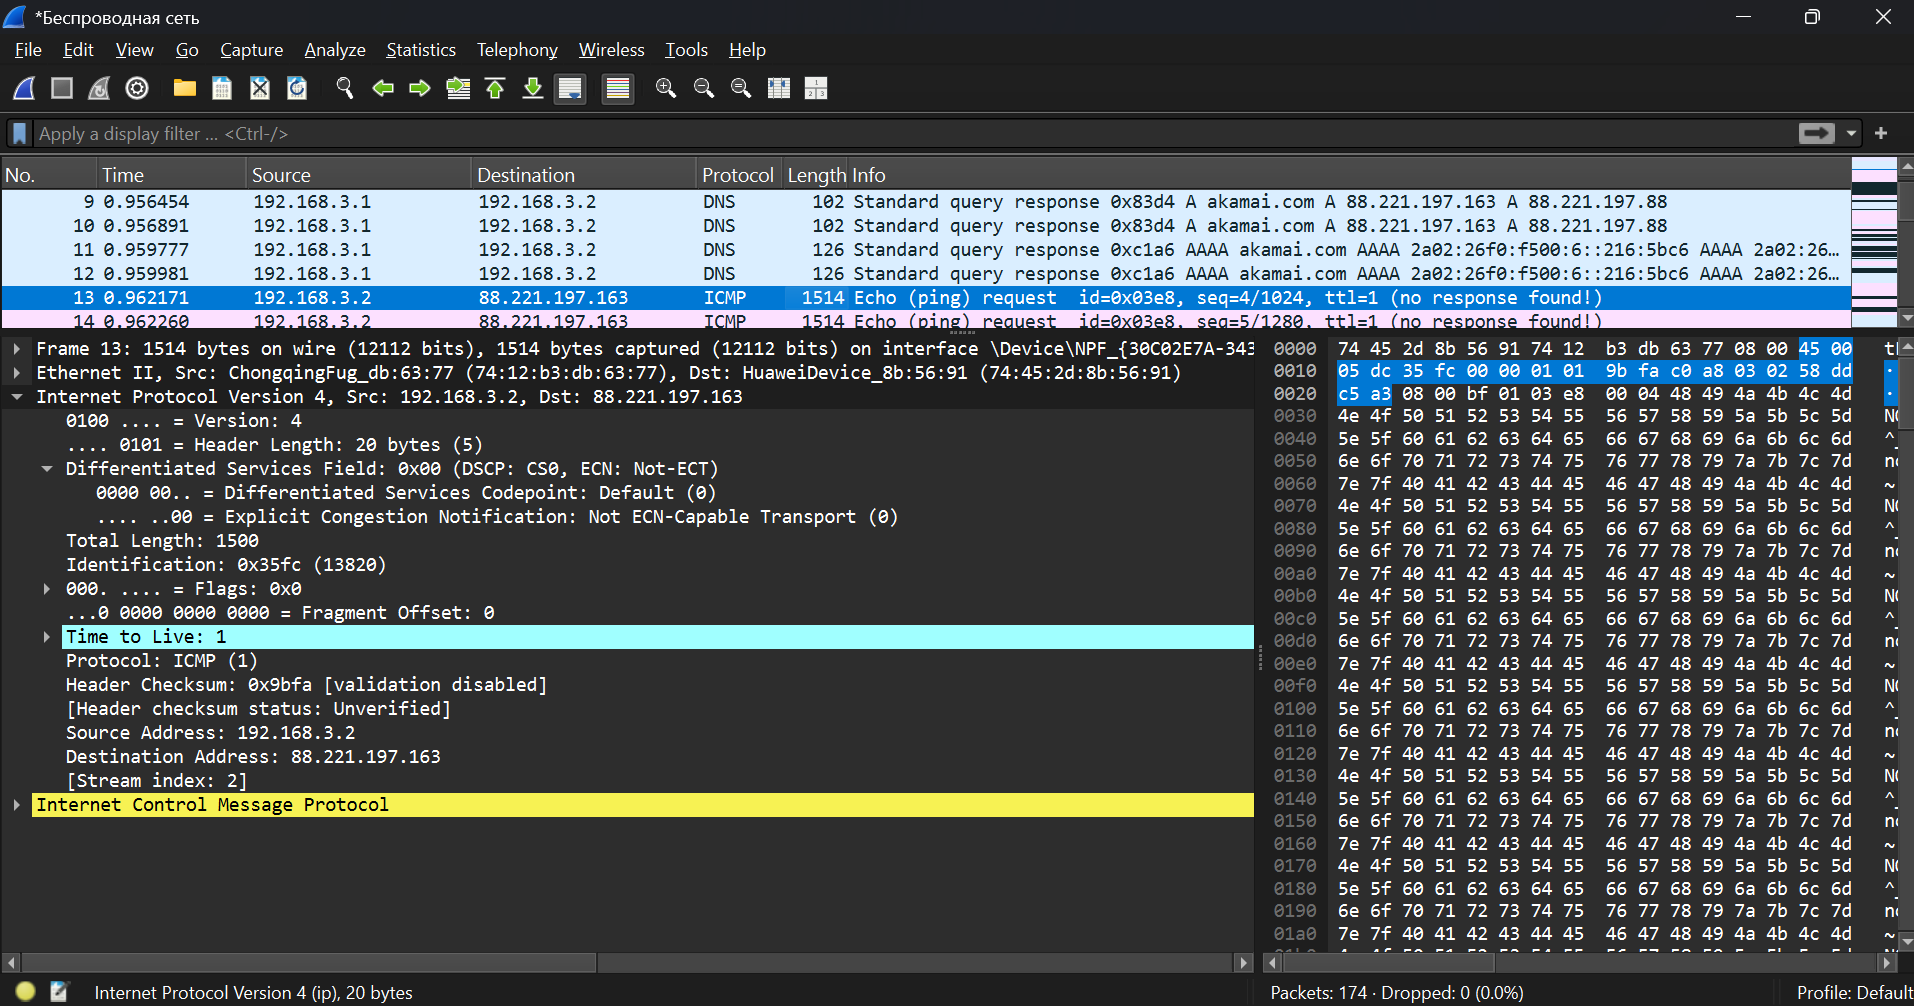 *Беспроводная сеть
File Edit View Go Capture Analyze Statistics Telephony Wireless Tools Help
Apply a display filter ... <Ctrl-/>
No. Time Source Destination Protocol Length Info
9 0.956454 192.168.3.1 192.168.3.2 DNS 102 Standard query response 0x83d4 A akamai.com A 88.221.197.163 A 88.221.197.88
10 0.956891 192.168.3.1 192.168.3.2 DNS 102 Standard query response 0x83d4 A akamai.com A 88.221.197.163 A 88.221.197.88
11 0.959777 192.168.3.1 192.168.3.2 DNS 126 Standard query response 0xc1a6 AAAA akamai.com AAAA 2a02:26f0:f500:6::216:5bc6 AAAA 2a02:26…
12 0.959981 192.168.3.1 192.168.3.2 DNS 126 Standard query response 0xc1a6 AAAA akamai.com AAAA 2a02:26f0:f500:6::216:5bc6 AAAA 2a02:26…
13 0.962171 192.168.3.2 88.221.197.163 ICMP 1514 Echo (ping) request id=0x03e8, seq=4/1024, ttl=1 (no response found!)
14 0.962260 192.168.3.2 88.221.197.163 ICMP 1514 Echo (ping) request id=0x03e8, seq=5/1280, ttl=1 (no response found!)
Frame 13: 1514 bytes on wire (12112 bits), 1514 bytes captured (12112 bits) on interface \Device\NPF_{30C02E7A-343
Ethernet II, Src: ChongqingFug_db:63:77 (74:12:b3:db:63:77), Dst: HuaweiDevice_8b:56:91 (74:45:2d:8b:56:91)
Internet Protocol Version 4, Src: 192.168.3.2, Dst: 88.221.197.163
0100 .... = Version: 4
.... 0101 = Header Length: 20 bytes (5)
Differentiated Services Field: 0x00 (DSCP: CS0, ECN: Not-ECT)
0000 00.. = Differentiated Services Codepoint: Default (0)
.... ..00 = Explicit Congestion Notification: Not ECN-Capable Transport (0)
Total Length: 1500
Identification: 0x35fc (13820)
000. .... = Flags: 0x0
...0 0000 0000 0000 = Fragment Offset: 0
Time to Live: 1
Protocol: ICMP (1)
Header Checksum: 0x9bfa [validation disabled]
[Header checksum status: Unverified]
Source Address: 192.168.3.2
Destination Address: 88.221.197.163
[Stream index: 2]
Internet Control Message Protocol
0000 74 45 2d 8b 56 91 74 12 b3 db 63 77 08 00 45 00
0010 05 dc 35 fc 00 00 01 01 9b fa c0 a8 03 02 58 dd
0020 c5 a3 08 00 bf 01 03 e8 00 04 48 49 4a 4b 4c 4d
0030 4e 4f 50 51 52 53 54 55 56 57 58 59 5a 5b 5c 5d
0040 5e 5f 60 61 62 63 64 65 66 67 68 69 6a 6b 6c 6d
0050 6e 6f 70 71 72 73 74 75 76 77 78 79 7a 7b 7c 7d
0060 7e 7f 40 41 42 43 44 45 46 47 48 49 4a 4b 4c 4d
0070 4e 4f 50 51 52 53 54 55 56 57 58 59 5a 5b 5c 5d
0080 5e 5f 60 61 62 63 64 65 66 67 68 69 6a 6b 6c 6d
0090 6e 6f 70 71 72 73 74 75 76 77 78 79 7a 7b 7c 7d
00a0 7e 7f 40 41 42 43 44 45 46 47 48 49 4a 4b 4c 4d
00b0 4e 4f 50 51 52 53 54 55 56 57 58 59 5a 5b 5c 5d
00c0 5e 5f 60 61 62 63 64 65 66 67 68 69 6a 6b 6c 6d
00d0 6e 6f 70 71 72 73 74 75 76 77 78 79 7a 7b 7c 7d
00e0 7e 7f 40 41 42 43 44 45 46 47 48 49 4a 4b 4c 4d
00f0 4e 4f 50 51 52 53 54 55 56 57 58 59 5a 5b 5c 5d
0100 5e 5f 60 61 62 63 64 65 66 67 68 69 6a 6b 6c 6d
0110 6e 6f 70 71 72 73 74 75 76 77 78 79 7a 7b 7c 7d
0120 7e 7f 40 41 42 43 44 45 46 47 48 49 4a 4b 4c 4d
0130 4e 4f 50 51 52 53 54 55 56 57 58 59 5a 5b 5c 5d
0140 5e 5f 60 61 62 63 64 65 66 67 68 69 6a 6b 6c 6d
0150 6e 6f 70 71 72 73 74 75 76 77 78 79 7a 7b 7c 7d
0160 7e 7f 40 41 42 43 44 45 46 47 48 49 4a 4b 4c 4d
0170 4e 4f 50 51 52 53 54 55 56 57 58 59 5a 5b 5c 5d
0180 5e 5f 60 61 62 63 64 65 66 67 68 69 6a 6b 6c 6d
0190 6e 6f 70 71 72 73 74 75 76 77 78 79 7a 7b 7c 7d
01a0 7e 7f 40 41 42 43 44 45 46 47 48 49 4a 4b 4c 4d
Internet Protocol Version 4 (ip), 20 bytes
Packets: 174 · Dropped: 0 (0.0%)
Profile: Default